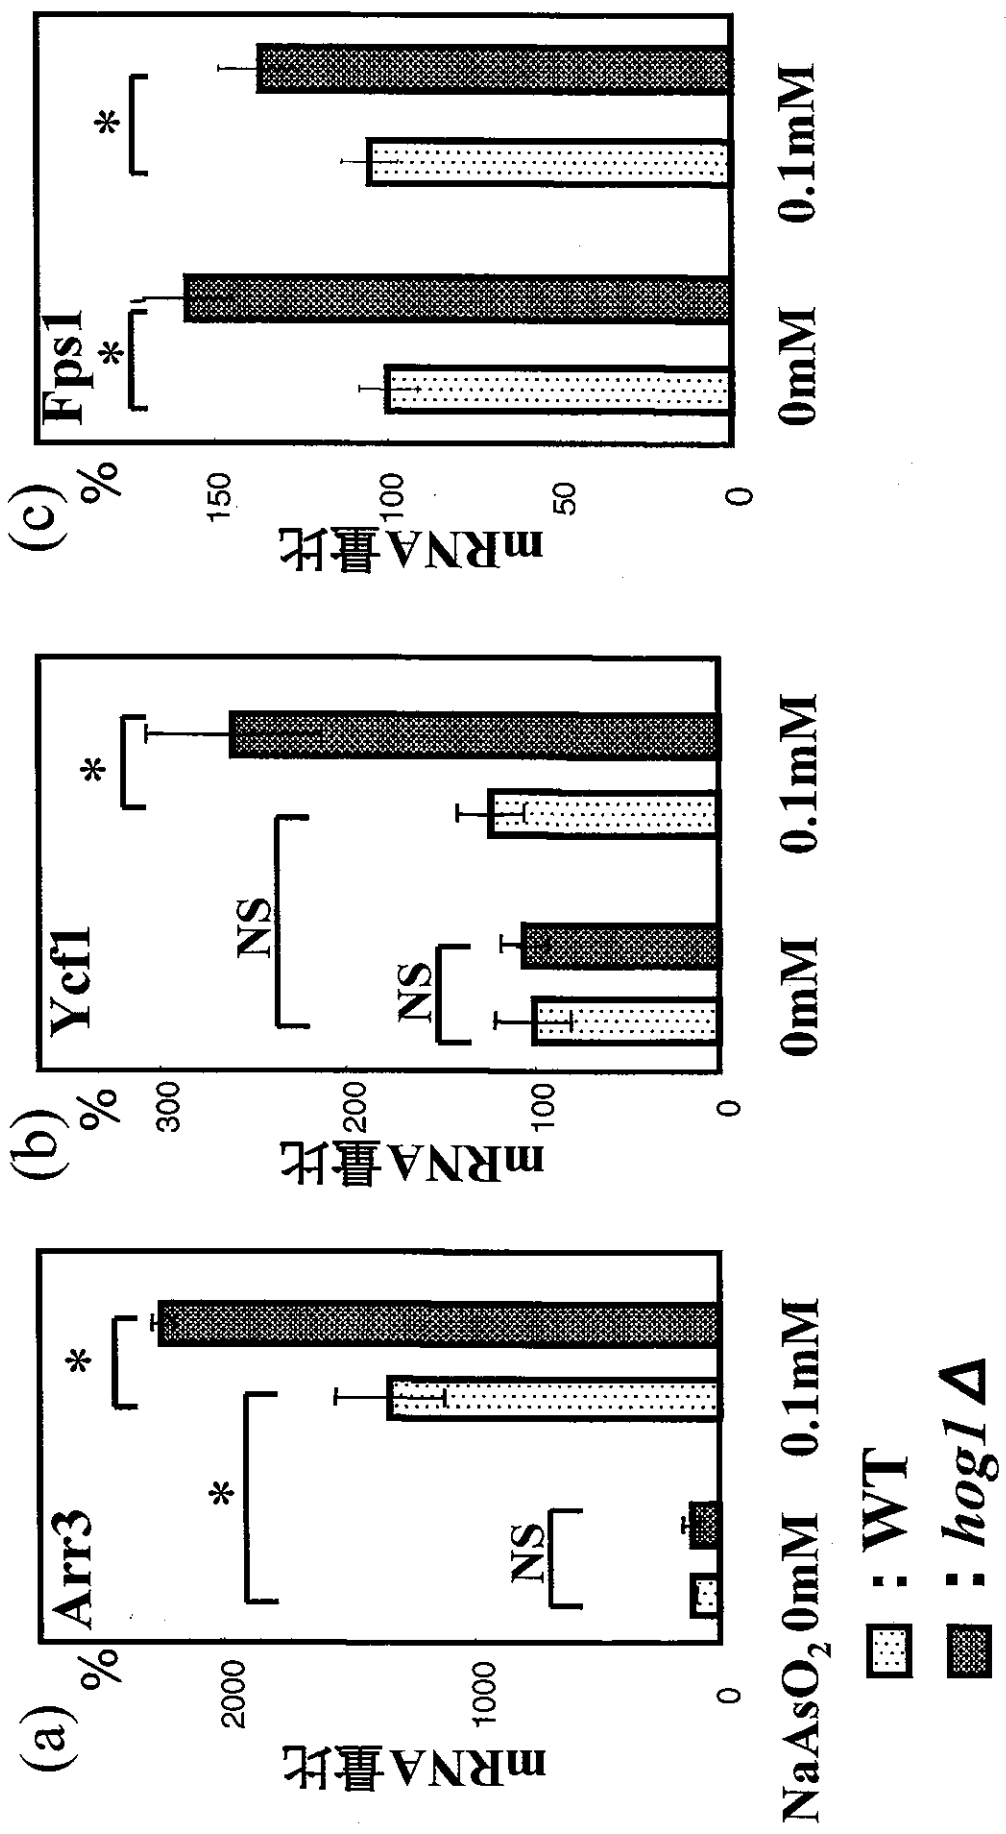 (a)
%
Arr3
mRNA量比
2000
1000
0
NS
*
*
NaAsO2 0mM 0.1mM
(b)
%
Ycf1
mRNA量比
300
200
100
0
NS
NS
*
0mM 0.1mM
(c)
%
Fps1
mRNA量比
150
100
50
0
*
*
0mM 0.1mM
: WT
: hog1 Δ